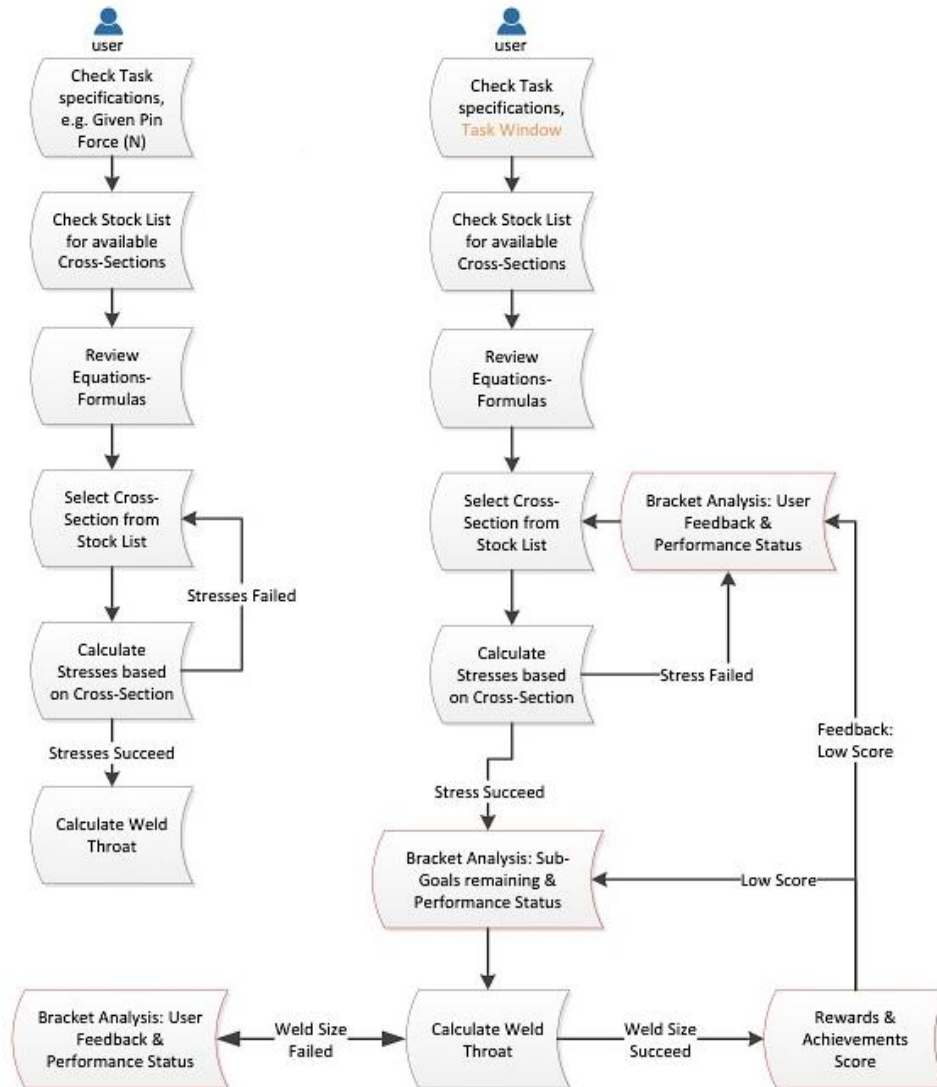 user
Check Task
specifications,
e.g. Given Pin
Force (N)
Check Stock List
for available
Cross-Sections
Review
Equations-
Formulas
Select Cross-
Section from
Stock List
Stresses Failed
Calculate
Stresses based
on Cross-Section
Stresses Succeed
Calculate Weld
Throat
user
Check Task
specifications,
Task Window
Check Stock List
for available
Cross-Sections
Review
Equations-
Formulas
Select Cross-
Section from
Stock List
Bracket Analysis: User
Feedback &
Performance Status
Calculate
Stresses based
on Cross-Section
Stress Failed
Feedback:
Low Score
Stress Succeed
Bracket Analysis: Sub-
Goals remaining &
Performance Status
Low Score
Bracket Analysis: User
Feedback &
Performance Status
Weld Size
Failed
Calculate Weld
Throat
Weld Size
Succeed
Rewards &
Achievements
Score